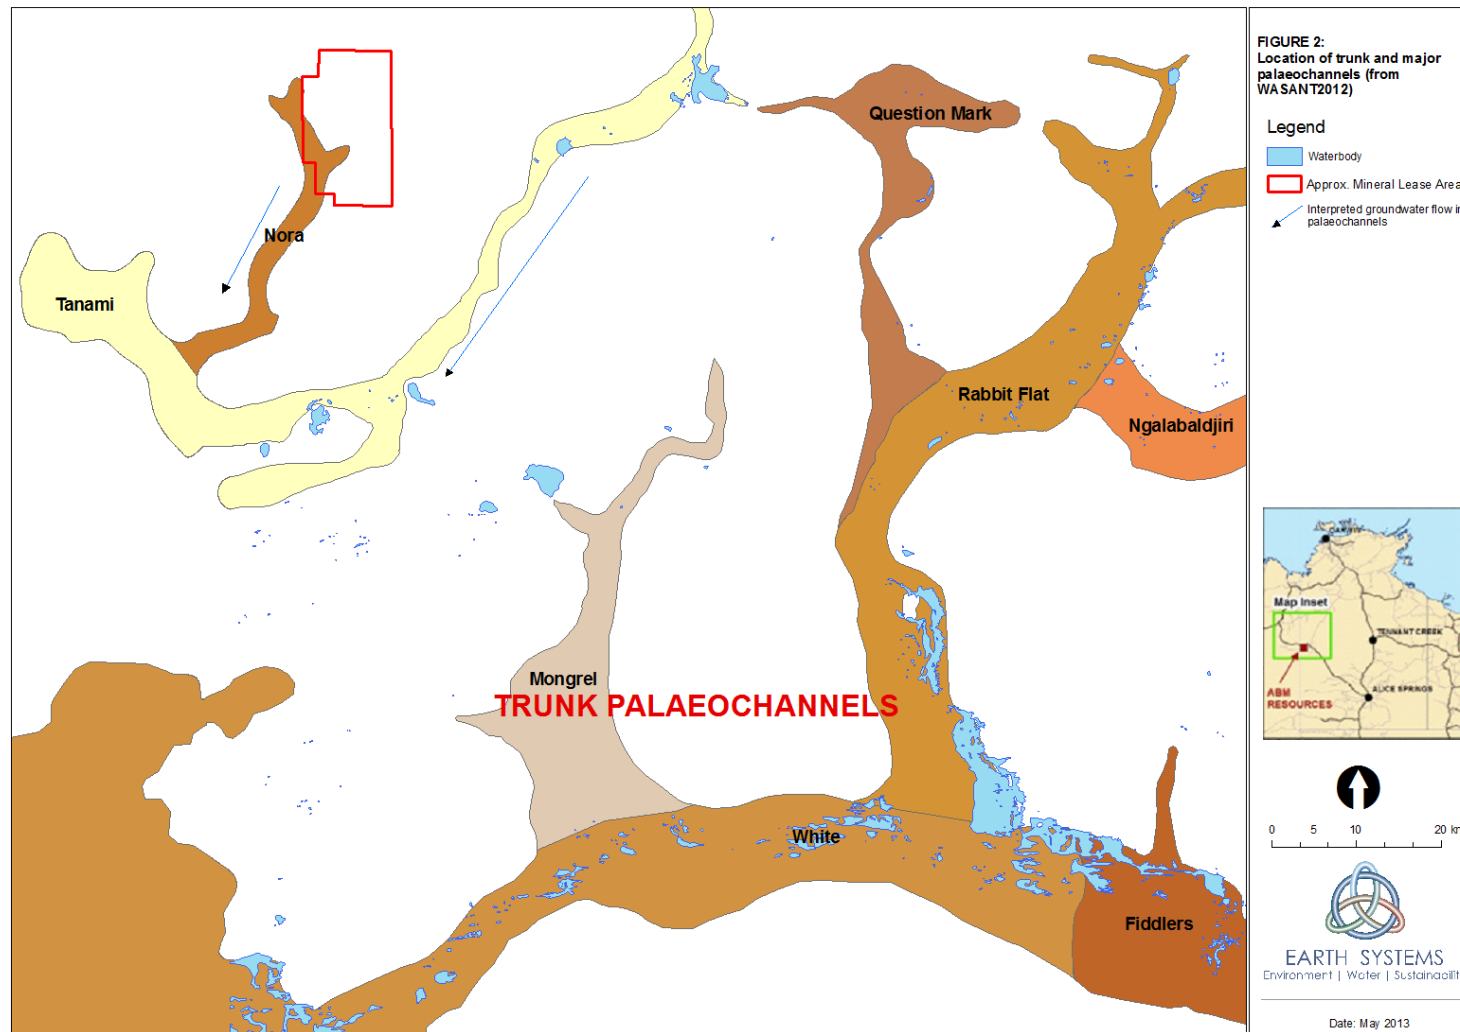 FIGURE 2:
Location of trunk and major
palaeochannels (from
WASANT2012)
Legend
Waterbody
Approx. Mineral Lease Area
Interpreted groundwater flow in
palaeochannels
Question Mark
Nora
Tanami
Rabbit Flat
Ngalabaldjiri
Mongrel
TRUNK PALAEOCHANNELS
White
Fiddlers
Map Inset
TENNANT CREEK
ALICE SPRINGS
ABM
RESOURCES
0 5 10 20 km
EARTH SYSTEMS
Environment | Water | Sustainabilit
Date: May 2013